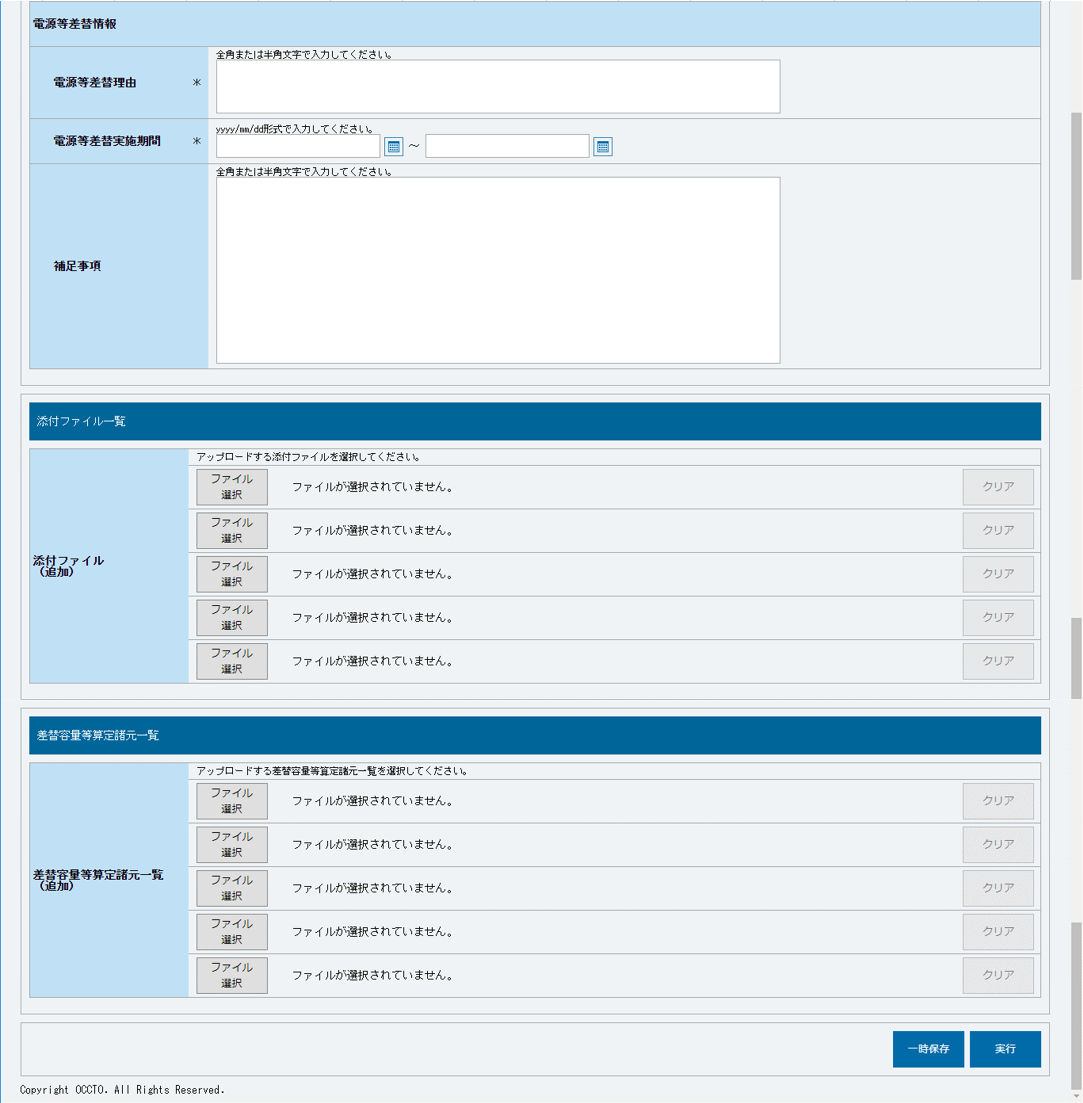 電源等差替情報
全角または半角文字で入力してください。
電源等差替理由 *
yyyy/mm/dd形式で入力してください。
電源等差替実施期間 * ～
全角または半角文字で入力してください。
補足事項
添付ファイル一覧
アップロードする添付ファイルを選択してください。
添付ファイル
（追加）
ファイル
選択
ファイルが選択されていません。 クリア
ファイル
選択
ファイルが選択されていません。 クリア
ファイル
選択
ファイルが選択されていません。 クリア
ファイル
選択
ファイルが選択されていません。 クリア
ファイル
選択
ファイルが選択されていません。 クリア
差替容量等算定諸元一覧
アップロードする差替容量等算定諸元一覧を選択してください。
差替容量等算定諸元一覧
（追加）
ファイル
選択
ファイルが選択されていません。 クリア
ファイル
選択
ファイルが選択されていません。 クリア
ファイル
選択
ファイルが選択されていません。 クリア
ファイル
選択
ファイルが選択されていません。 クリア
ファイル
選択
ファイルが選択されていません。 クリア
一時保存 実行
Copyright OCCTO. All Rights Reserved.